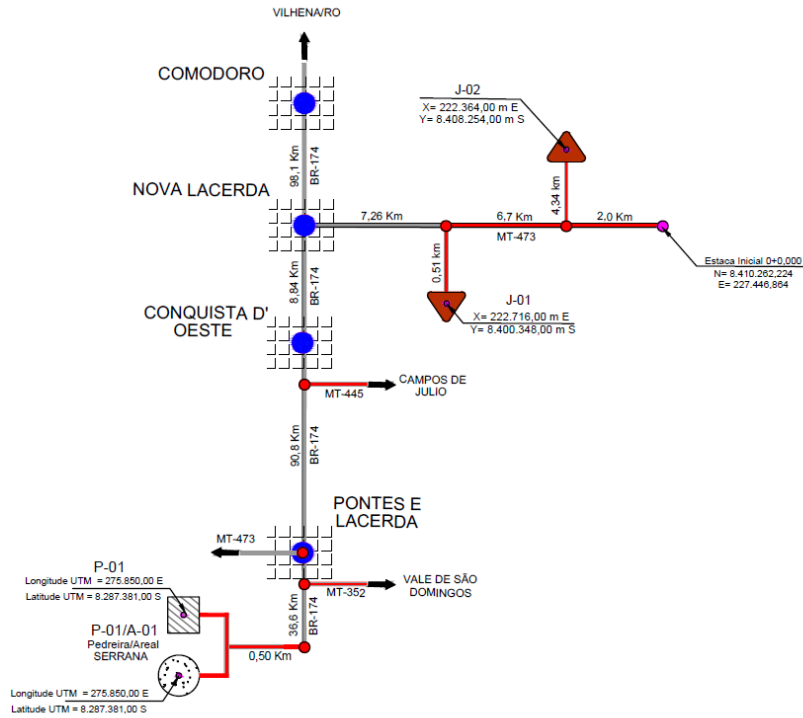 VILHENA/RO
COMODORO
98,1 Km
BR-174
J-02
X= 222.364,00 m E
Y= 8.408.254,00 m S
NOVA LACERDA
7,26 Km
6,7 Km
MT-473
4,34 km
2,0 Km
Estaca Inicial 0+0,000
N= 8.410.262,224
E= 227.446,864
0,51 km
J-01
X= 222.716,00 m E
Y= 8.400.348,00 m S
8,84 Km
BR-174
CONQUISTA D'
OESTE
MT-445
CAMPOS DE
JULIO
90,8 Km
BR-174
PONTES E
LACERDA
MT-473
MT-352
VALE DE SÃO
DOMINGOS
P-01
Longitude UTM = 275.850,00 E
Latitude UTM = 8.287.381,00 S
36,6 Km
BR-174
P-01/A-01
Pedreira/Areal
SERRANA
0,50 Km
Longitude UTM = 275.850,00 E
Latitude UTM = 8.287.381,00 S